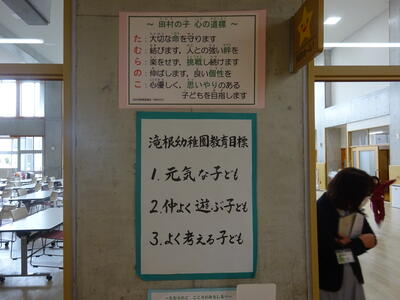 ～ 田村の子 心の道標 ～
た：大切な命を守ります
む：結びます、人との強い絆を
ら：楽をせず、挑戦し続けます
の：伸ばします、良い個性を
こ：心優しく、思いやりのある
子どもを目指します
滝根幼稚園教育目標
1. 元気な子ども
2. 仲よく遊ぶ子ども
3. よく考える子ども